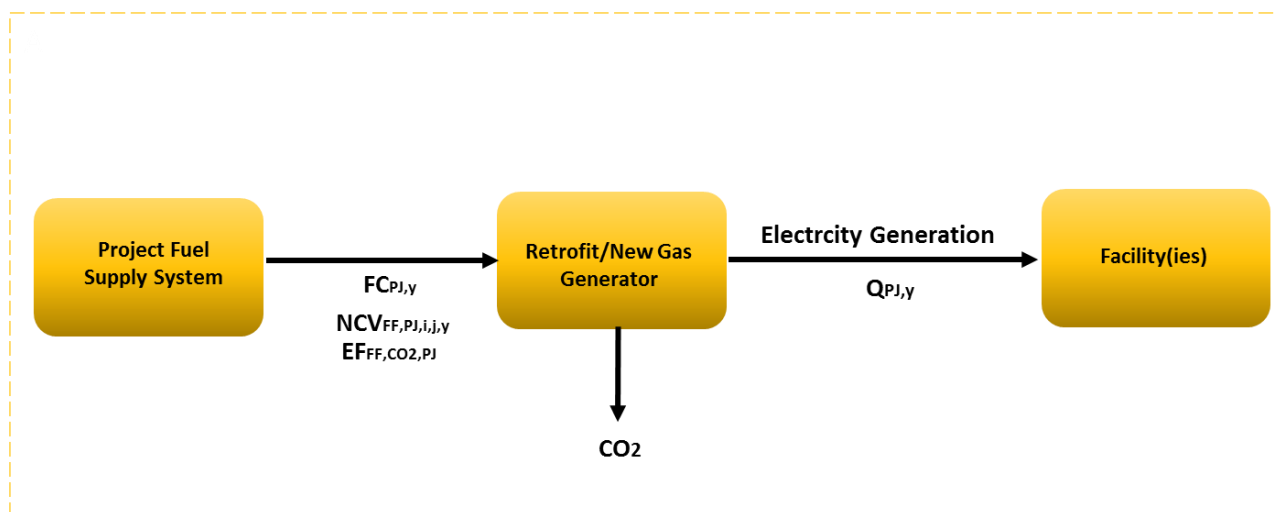 Project Fuel
Supply System
FCPJ,y
NCVFF,PJ,i,j,y
EFFF,CO2,PJ
Retrofit/New Gas
Generator
CO2
Electrcity Generation
QPJ,y
Facility(ies)